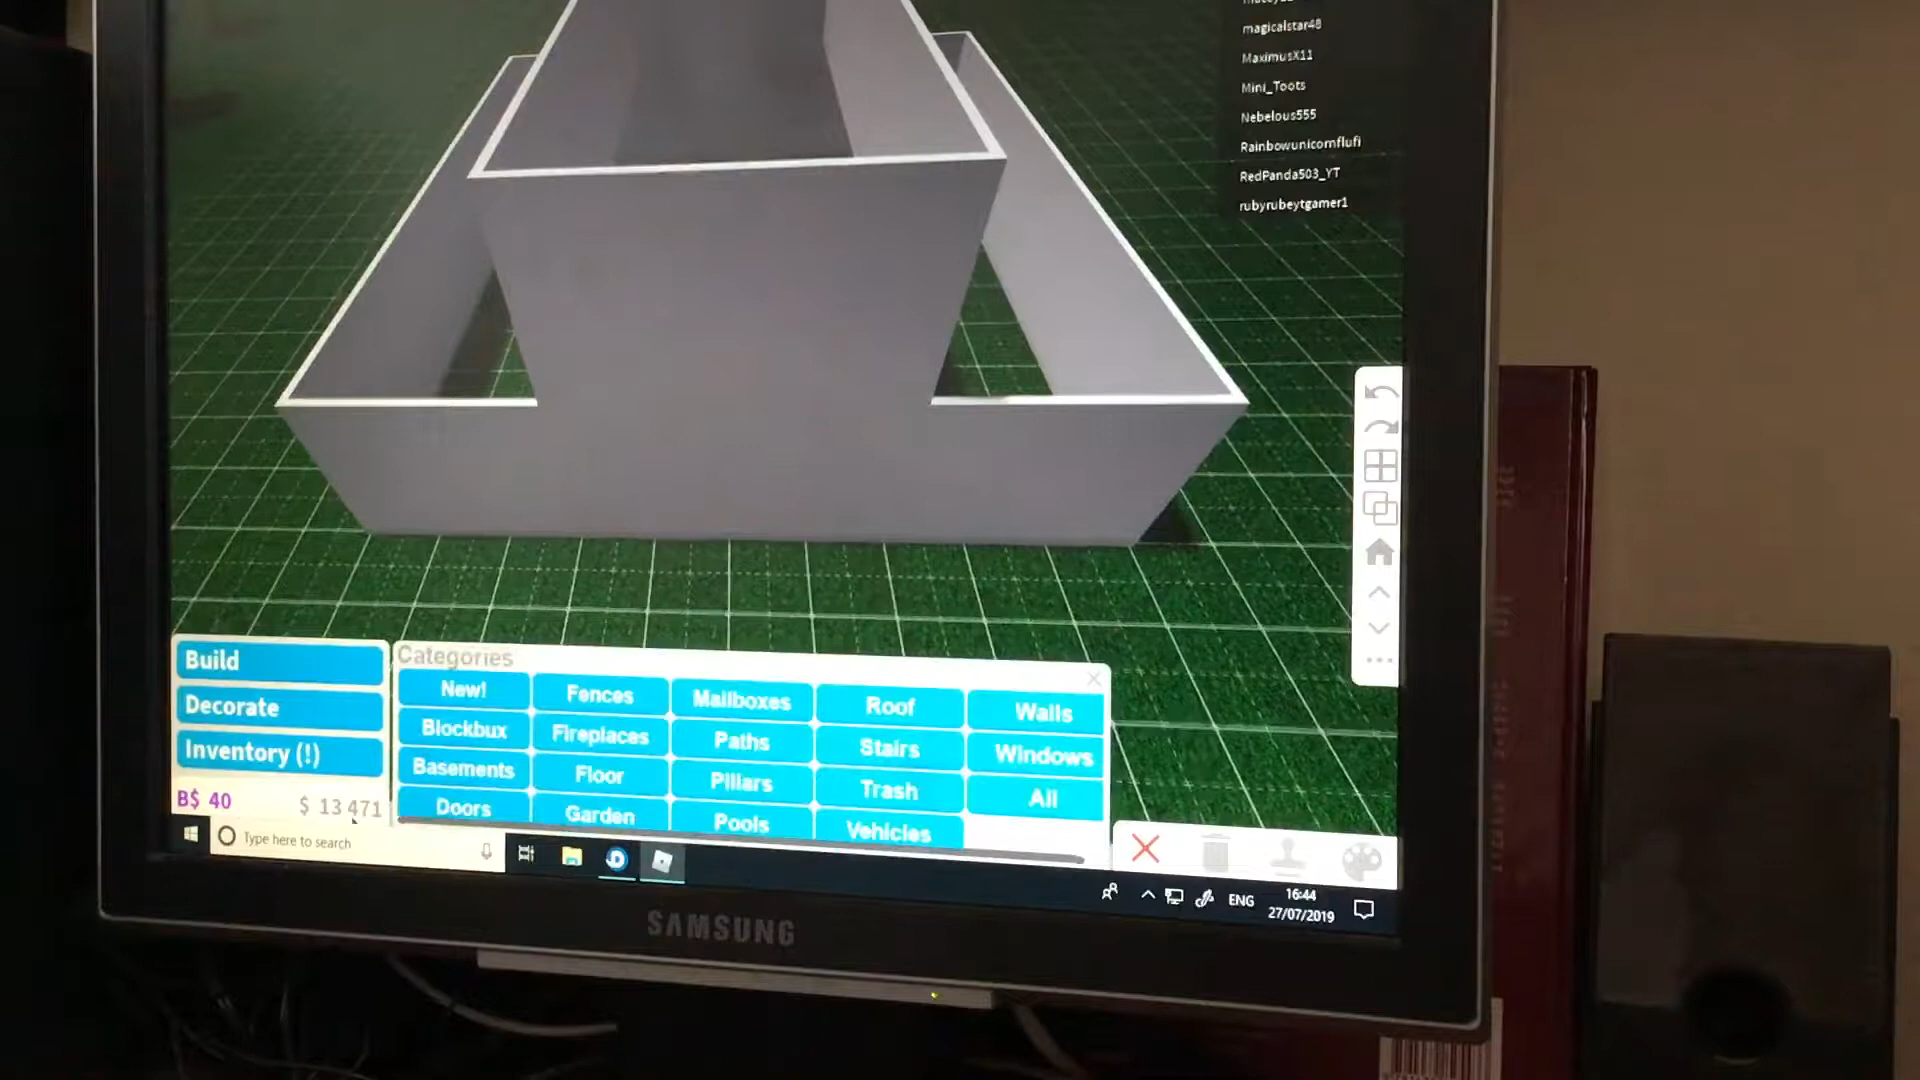 magicalstar48
MaximusX11
Mini_Toots
Nebelous555
Rainbowunicornflufi
RedPanda503_YT
rubyrubeytgamer1
Build
Decorate
Inventory (!)
B$ 40
$ 13 471
Categories
New!
Fences
Mailboxes
Roof
Walls
Blockbux
Fireplaces
Paths
Stairs
Windows
Basements
Floor
Pillars
Trash
All
Doors
Garden
Pools
Vehicles
Type here to search
ENG
16:44
27/07/2019
SAMSUNG